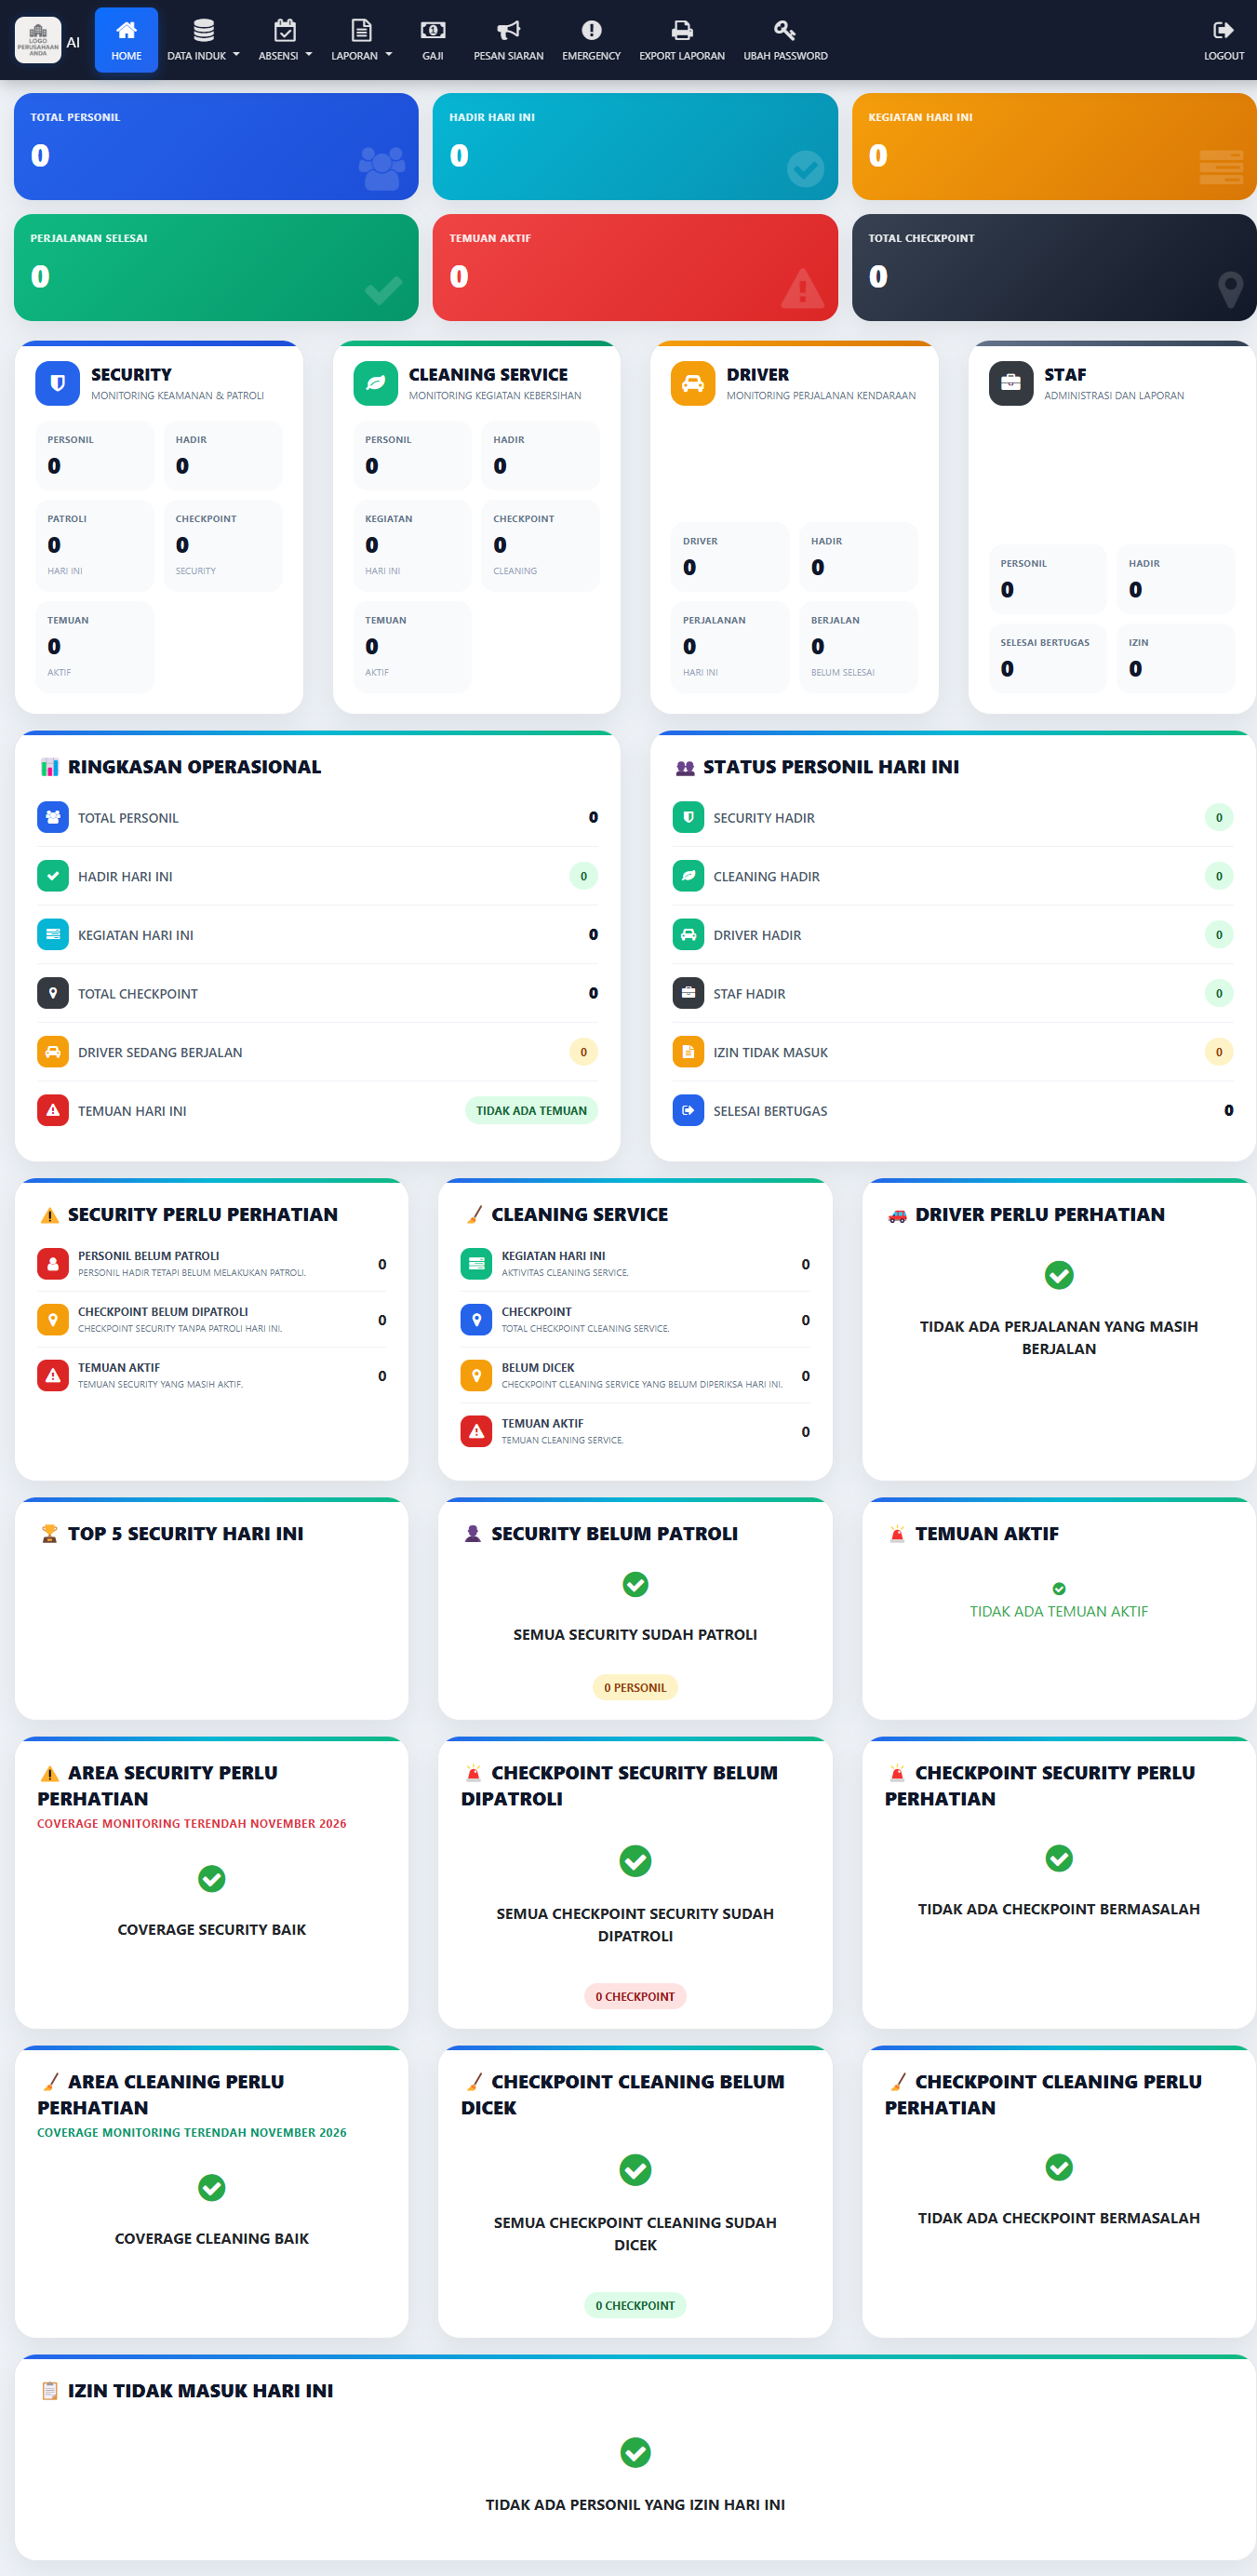 LOGO
PERUSAHAAN
ANDA
AI
HOME
DATA INDUK
ABSENSI
LAPORAN
GAJI
PESAN SIARAN
EMERGENCY
EXPORT LAPORAN
UBAH PASSWORD
LOGOUT
TOTAL PERSONIL
0
HADIR HARI INI
0
KEGIATAN HARI INI
0
PERJALANAN SELESAI
0
TEMUAN AKTIF
0
TOTAL CHECKPOINT
0
SECURITY
MONITORING KEAMANAN & PATROLI
PERSONIL
0
HADIR
0
PATROLI
0
HARI INI
CHECKPOINT
0
SECURITY
TEMUAN
0
AKTIF
CLEANING SERVICE
MONITORING KEGIATAN KEBERSIHAN
PERSONIL
0
HADIR
0
KEGIATAN
0
HARI INI
CHECKPOINT
0
CLEANING
TEMUAN
0
AKTIF
DRIVER
MONITORING PERJALANAN KENDARAAN
DRIVER
0
HADIR
0
PERJALANAN
0
HARI INI
BERJALAN
0
BELUM SELESAI
STAF
ADMINISTRASI DAN LAPORAN
PERSONIL
0
HADIR
0
SELESAI BERTUGAS
0
IZIN
0
RINGKASAN OPERASIONAL
TOTAL PERSONIL 0
HADIR HARI INI 0
KEGIATAN HARI INI 0
TOTAL CHECKPOINT 0
DRIVER SEDANG BERJALAN 0
TEMUAN HARI INI TIDAK ADA TEMUAN
STATUS PERSONIL HARI INI
SECURITY HADIR 0
CLEANING HADIR 0
DRIVER HADIR 0
STAF HADIR 0
IZIN TIDAK MASUK 0
SELESAI BERTUGAS 0
SECURITY PERLU PERHATIAN
PERSONIL BELUM PATROLI
PERSONIL HADIR TETAPI BELUM MELAKUKAN PATROLI.
0
CHECKPOINT BELUM DIPATROLI
CHECKPOINT SECURITY TANPA PATROLI HARI INI.
0
TEMUAN AKTIF
TEMUAN SECURITY YANG MASIH AKTIF.
0
CLEANING SERVICE
KEGIATAN HARI INI
AKTIVITAS CLEANING SERVICE.
0
CHECKPOINT
TOTAL CHECKPOINT CLEANING SERVICE.
0
BELUM DICEK
CHECKPOINT CLEANING SERVICE YANG BELUM DIPERIKSA HARI INI.
0
TEMUAN AKTIF
TEMUAN CLEANING SERVICE.
0
DRIVER PERLU PERHATIAN
TIDAK ADA PERJALANAN YANG MASIH
BERJALAN
TOP 5 SECURITY HARI INI
SECURITY BELUM PATROLI
SEMUA SECURITY SUDAH PATROLI
0 PERSONIL
TEMUAN AKTIF
TIDAK ADA TEMUAN AKTIF
AREA SECURITY PERLU
PERHATIAN
COVERAGE MONITORING TERENDAH NOVEMBER 2026
COVERAGE SECURITY BAIK
CHECKPOINT SECURITY BELUM
DIPATROLI
SEMUA CHECKPOINT SECURITY SUDAH
DIPATROLI
0 CHECKPOINT
CHECKPOINT SECURITY PERLU
PERHATIAN
TIDAK ADA CHECKPOINT BERMASALAH
AREA CLEANING PERLU
PERHATIAN
COVERAGE MONITORING TERENDAH NOVEMBER 2026
COVERAGE CLEANING BAIK
CHECKPOINT CLEANING BELUM
DICEK
SEMUA CHECKPOINT CLEANING SUDAH
DICEK
0 CHECKPOINT
CHECKPOINT CLEANING PERLU
PERHATIAN
TIDAK ADA CHECKPOINT BERMASALAH
IZIN TIDAK MASUK HARI INI
TIDAK ADA PERSONIL YANG IZIN HARI INI